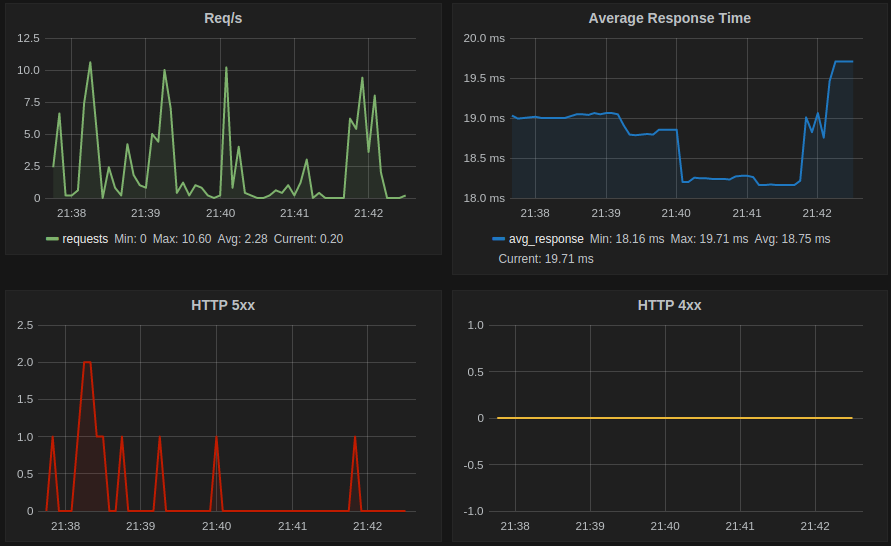 Req/s
12.5
10.0
7.5
5.0
2.5
0
21:38 21:39 21:40 21:41 21:42
requests Min: 0 Max: 10.60 Avg: 2.28 Current: 0.20
Average Response Time
20.0 ms
19.5 ms
19.0 ms
18.5 ms
18.0 ms
21:38 21:39 21:40 21:41 21:42
avg_response Min: 18.16 ms Max: 19.71 ms Avg: 18.75 ms
Current: 19.71 ms
HTTP 5xx
2.5
2.0
1.5
1.0
0.5
0
21:38 21:39 21:40 21:41 21:42
HTTP 4xx
1.0
0.5
0
-0.5
-1.0
21:38 21:39 21:40 21:41 21:42